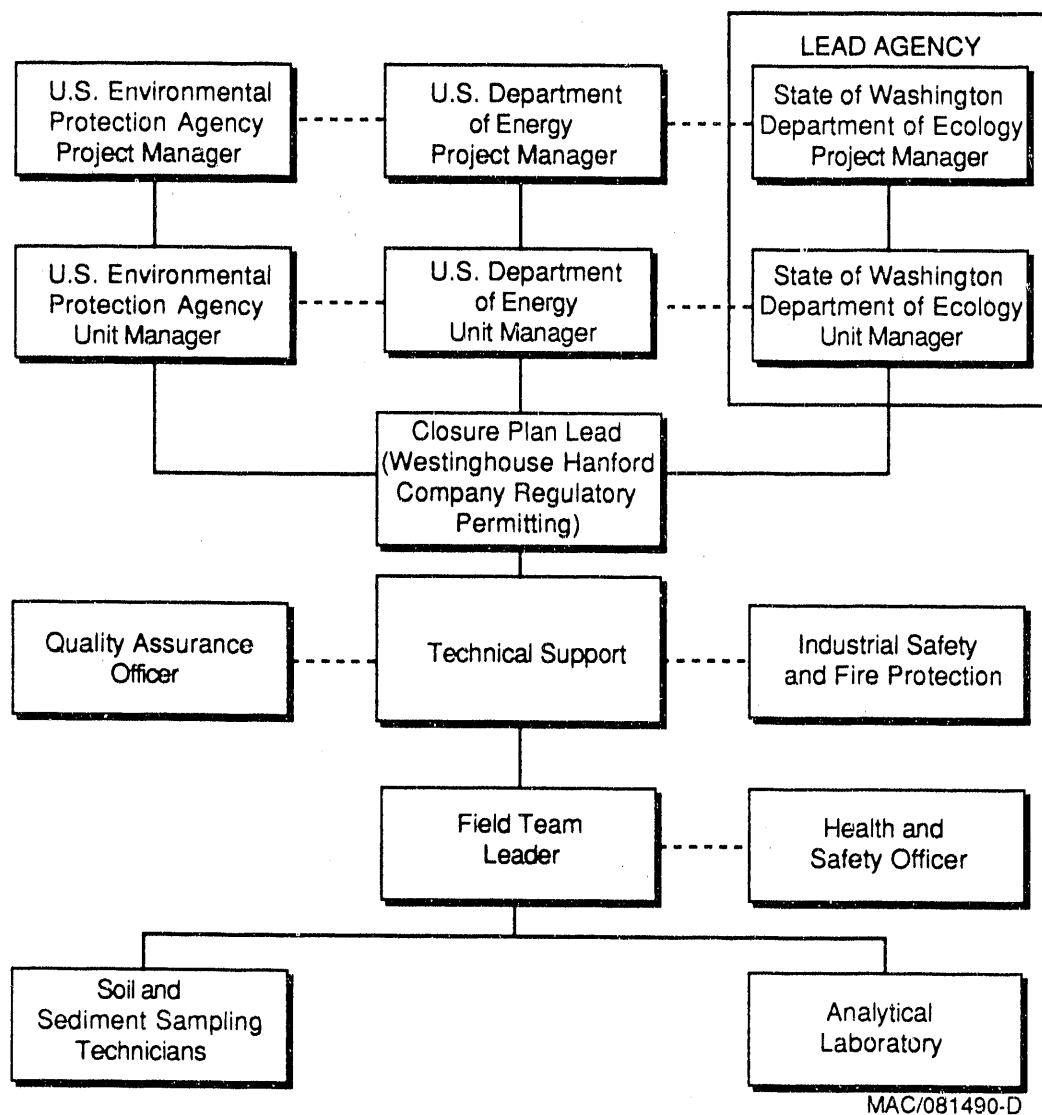 LEAD AGENCY
U.S. Environmental
Protection Agency
Project Manager
U.S. Department
of Energy
Project Manager
State of Washington
Department of Ecology
Project Manager
U.S. Environmental
Protection Agency
Unit Manager
U.S. Department
of Energy
Unit Manager
State of Washington
Department of Ecology
Unit Manager
Closure Plan Lead
(Westinghouse Hanford
Company Regulatory
Permitting)
Quality Assurance
Officer
Technical Support
Industrial Safety
and Fire Protection
Field Team
Leader
Health and
Safety Officer
Soil and
Sediment Sampling
Technicians
Analytical
Laboratory
MAC/081490-D